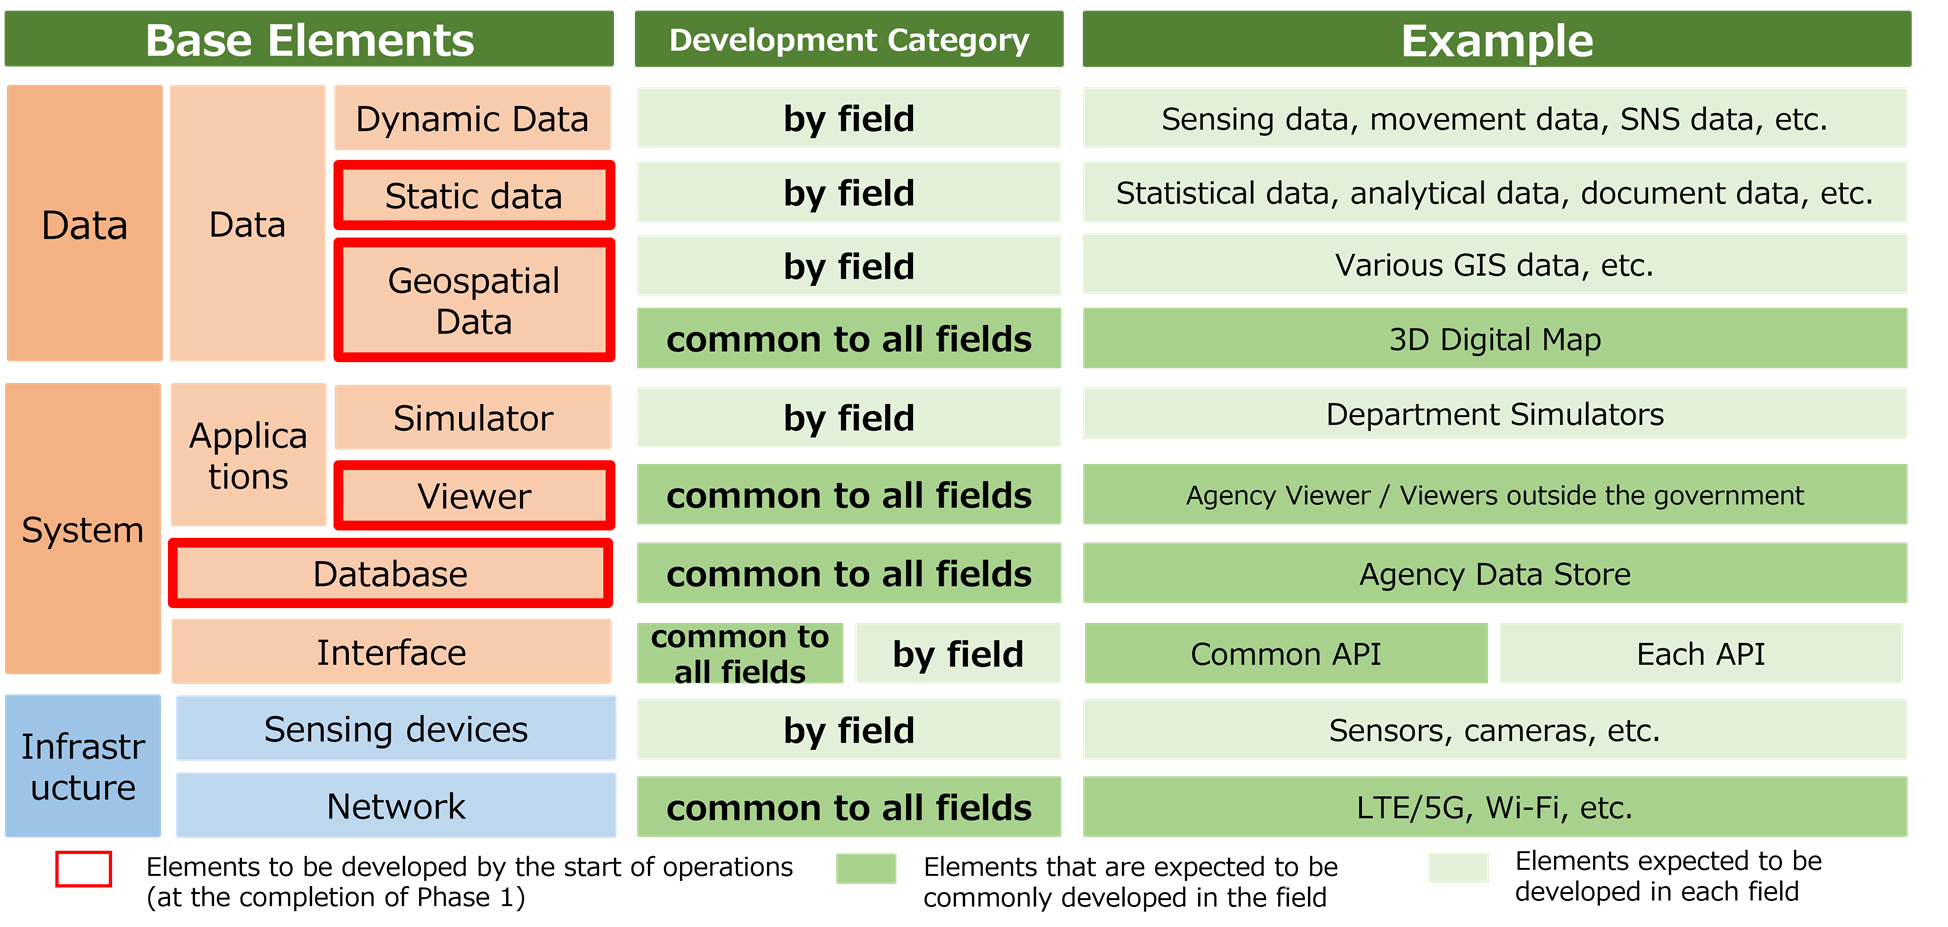 Base Elements
Development Category
Example
Data
Data
Dynamic Data
by field
Sensing data, movement data, SNS data, etc.
Static data
by field
Statistical data, analytical data, document data, etc.
Geospatial
Data
by field
Various GIS data, etc.
common to all fields
3D Digital Map
System
Applica
tions
Simulator
by field
Department Simulators
Viewer
common to all fields
Agency Viewer / Viewers outside the government
Database
common to all fields
Agency Data Store
Interface
common to
all fields
by field
Common API
Each API
Infrastr
ucture
Sensing devices
by field
Sensors, cameras, etc.
Network
common to all fields
LTE/5G, Wi-Fi, etc.
Elements to be developed by the start of operations
(at the completion of Phase 1)
Elements that are expected to be
commonly developed in the field
Elements expected to be
developed in each field